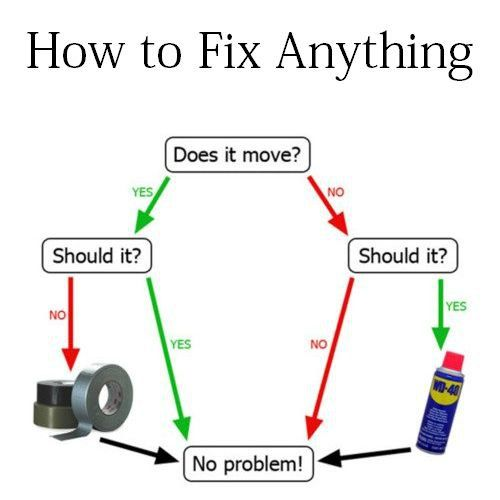 How to Fix Anything
Does it move?
YES
NO
Should it?
Should it?
NO
YES
NO
YES
WD-40
No problem!